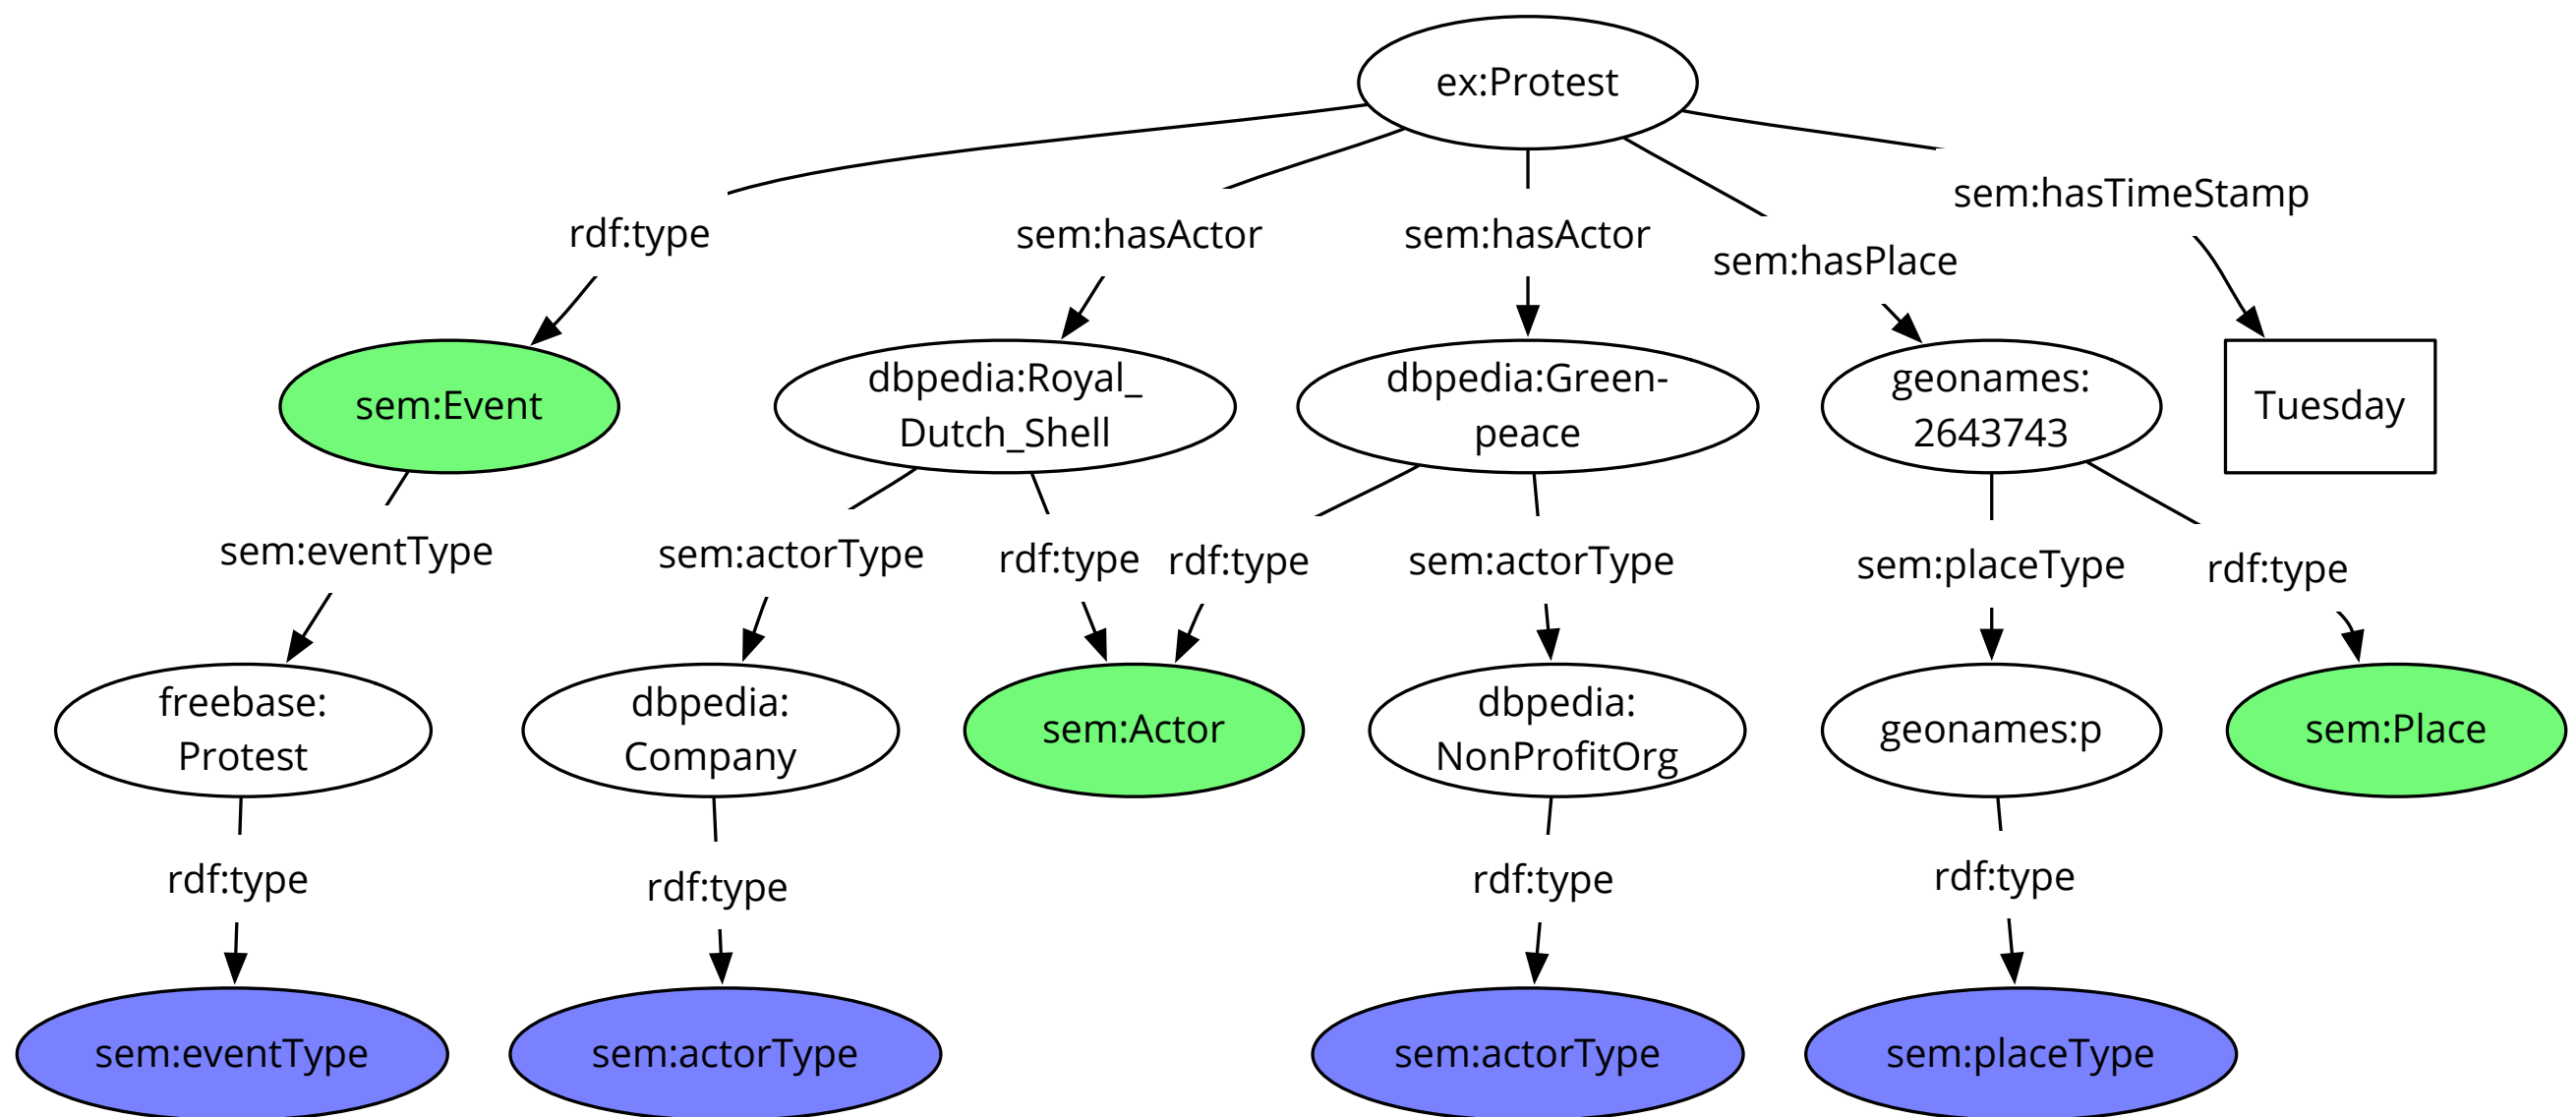 ex:Protest
rdf:type
sem:hasActor
sem:hasActor
sem:hasPlace
sem:hasTimeStamp
sem:Event
dbpedia:Royal_
Dutch_Shell
dbpedia:Green-
peace
geonames:
2643743
Tuesday
sem:eventType
sem:actorType
rdf:type
rdf:type
sem:actorType
sem:placeType
rdf:type
freebase:
Protest
dbpedia:
Company
sem:Actor
dbpedia:
NonProfitOrg
geonames:p
sem:Place
rdf:type
rdf:type
rdf:type
rdf:type
sem:eventType
sem:actorType
sem:actorType
sem:placeType